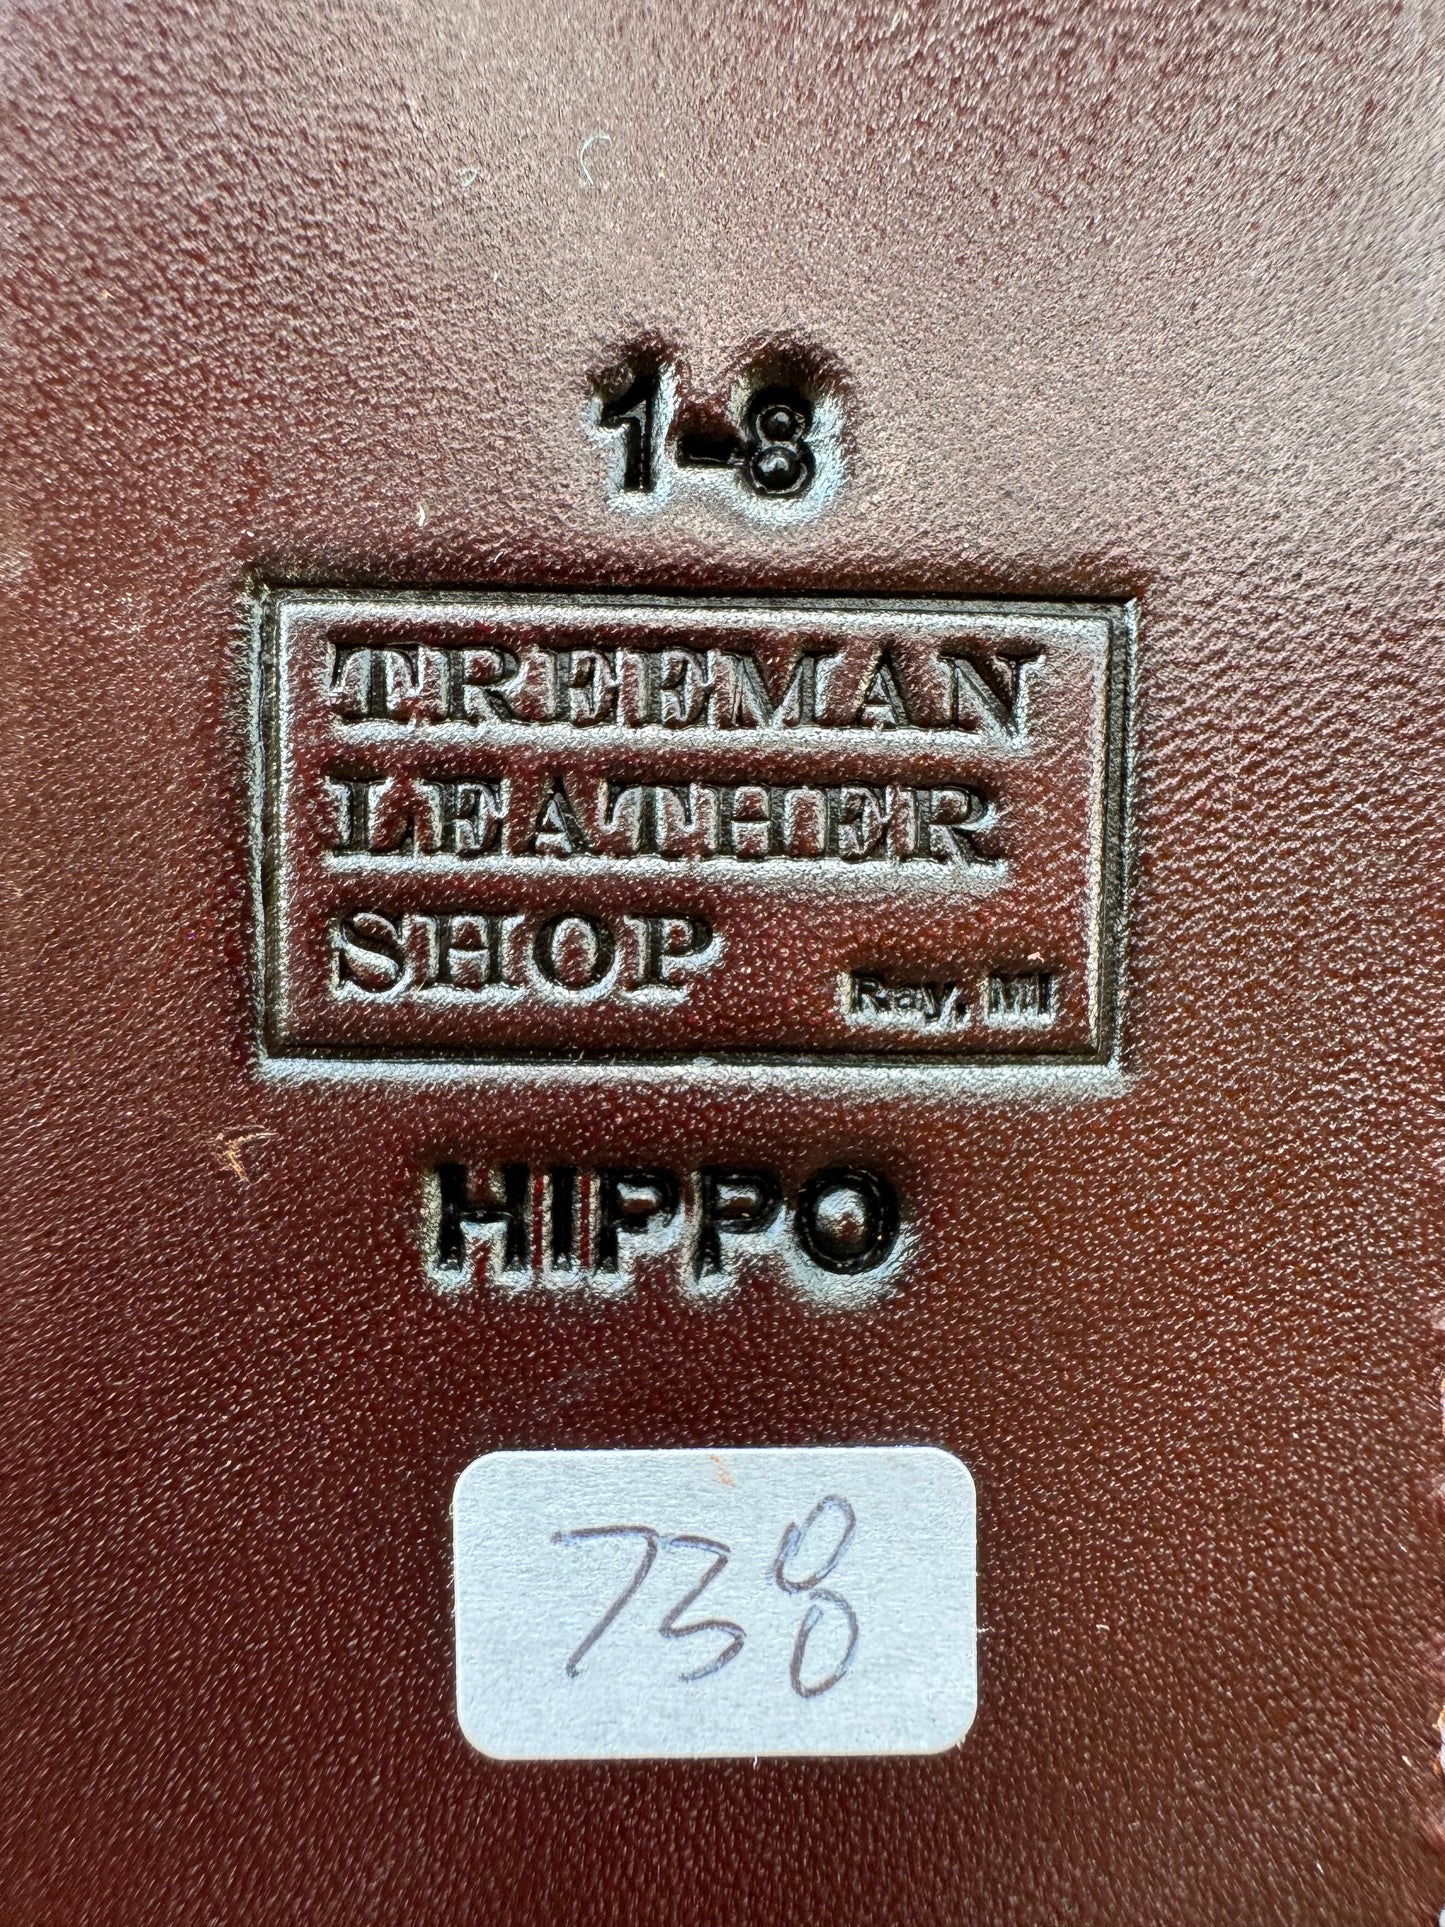 1-8
TREEMAN
LEATHER
SHOP Ray, MI
HIPPO
738